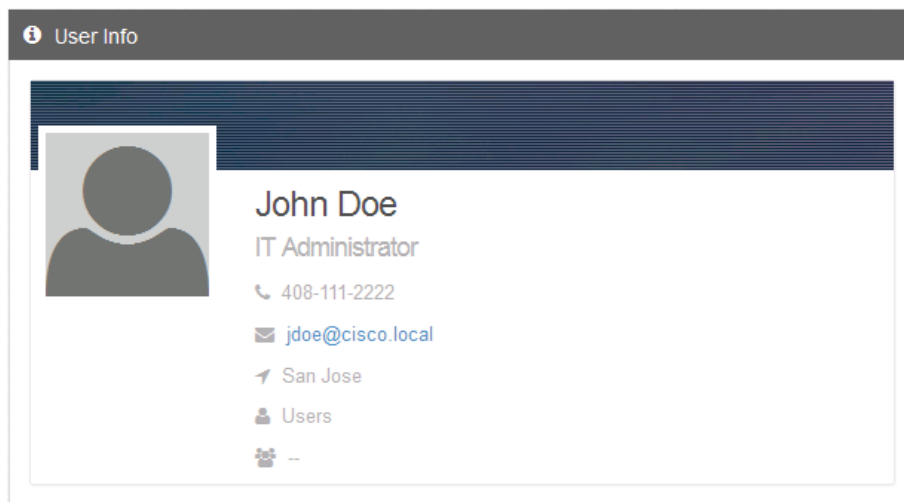 User Info
John Doe
IT Administrator
408-111-2222
jdoe@cisco.local
San Jose
Users
--